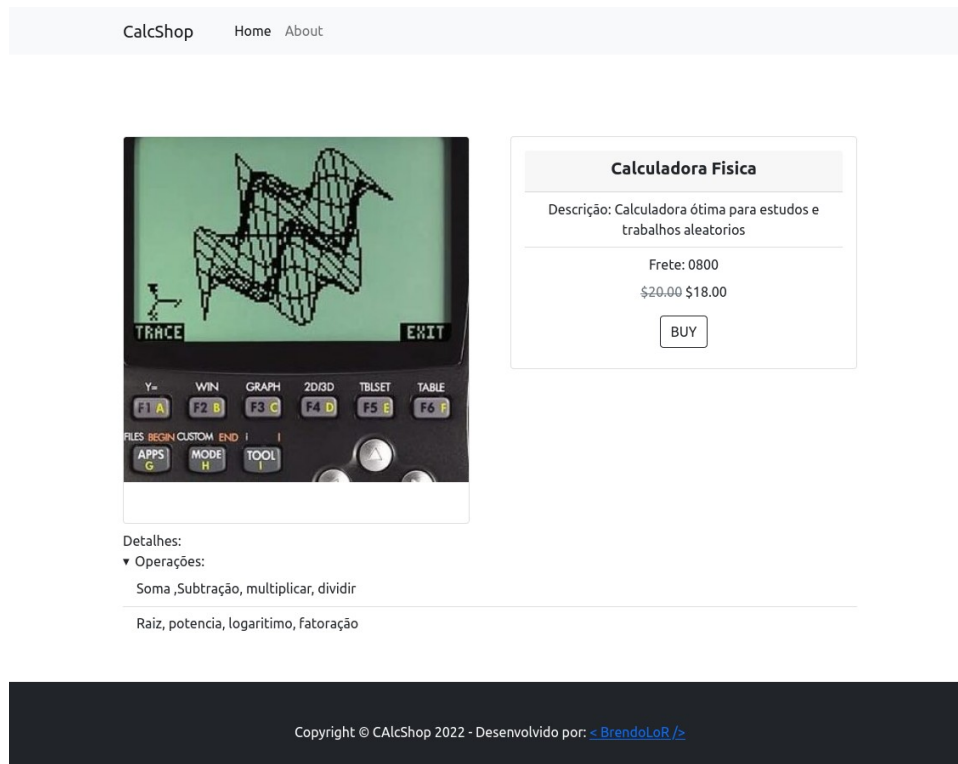 CalcShop Home About
TRACE EXIT
Y= WIN GRAPH 2D/3D TBLSET TABLE
F1 A F2 B F3 C F4 D F5 E F6 F
FILES BEGIN CUSTOM END i I
APPS MODE TOOL
G H I
Calculadora Fisica
Descrição: Calculadora ótima para estudos e
trabalhos aleatorios
Frete: 0800
$20.00 $18.00
BUY
Detalhes:
▾ Operações:
Soma ,Subtração, multiplicar, dividir
Raiz, potencia, logaritimo, fatoração
Copyright © CAlcShop 2022 - Desenvolvido por: < BrendoLoR />